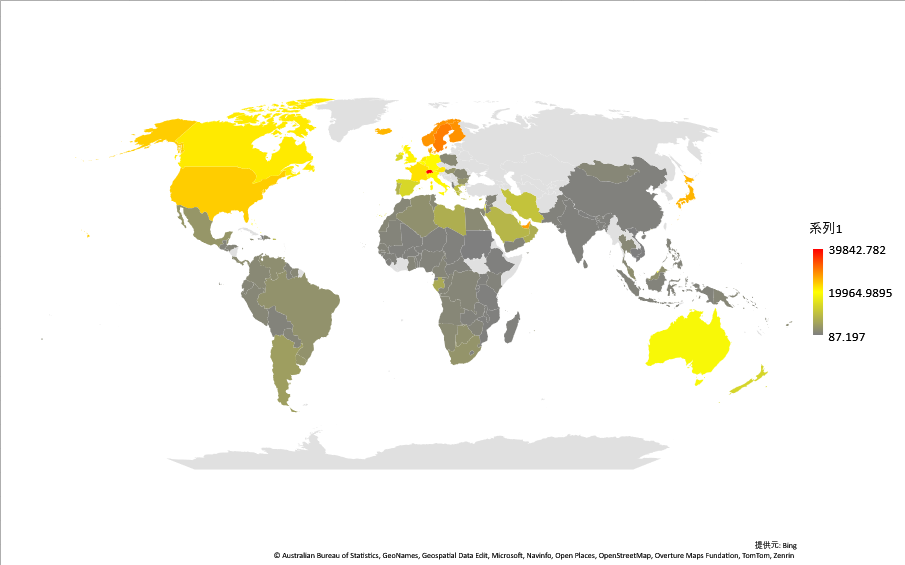 系列1
39842.782
19964.9895
87.197
提供元: Bing
© Australian Bureau of Statistics, GeoNames, Geospatial Data Edit, Microsoft, Navinfo, Open Places, OpenStreetMap, Overture Maps Fundation, TomTom, Zenrin